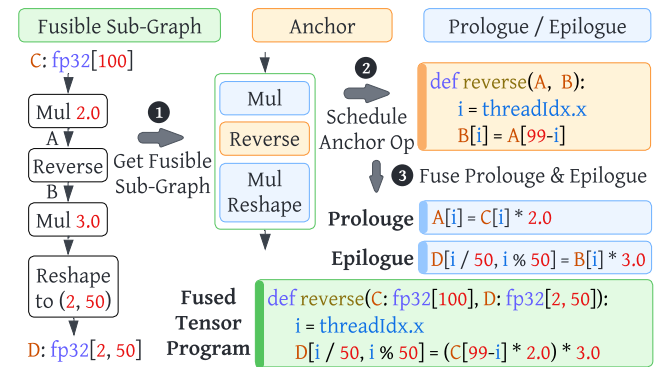 Fusible Sub-Graph
Anchor
Prologue / Epilogue
C: fp32[100]
Mul 2.0
A
Reverse
B
Mul 3.0
Reshape
to (2, 50)
D: fp32[2, 50]
1
Get Fusible
Sub-Graph
Mul
Reverse
Mul
Reshape
2
Schedule
Anchor Op
def reverse(A, B):
i = threadIdx.x
B[i] = A[99-i]
3 Fuse Prologue & Epilogue
Prolouge
A[i] = C[i] * 2.0
Epilogue
D[i / 50, i % 50] = B[i] * 3.0
Fused
Tensor
Program
def reverse(C: fp32[100], D: fp32[2, 50]):
i = threadIdx.x
D[i / 50, i % 50] = (C[99-i] * 2.0) * 3.0